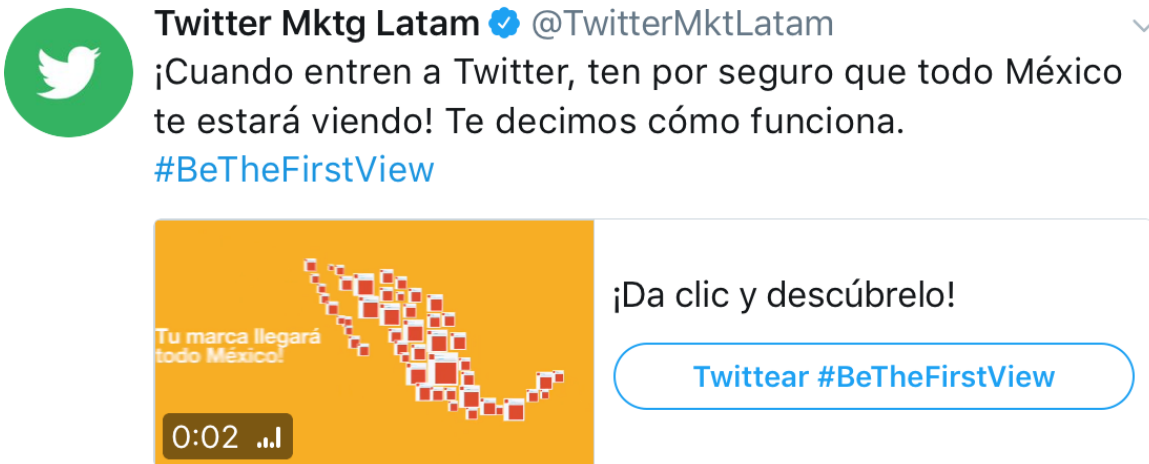 Twitter Mktg Latam @TwitterMktLatam
¡Cuando entren a Twitter, ten por seguro que todo México
te estará viendo! Te decimos cómo funciona.
#BeTheFirstView
Tu marca llegará
todo México!
0:02
¡Da clic y descúbrelo!
Twittear #BeTheFirstView